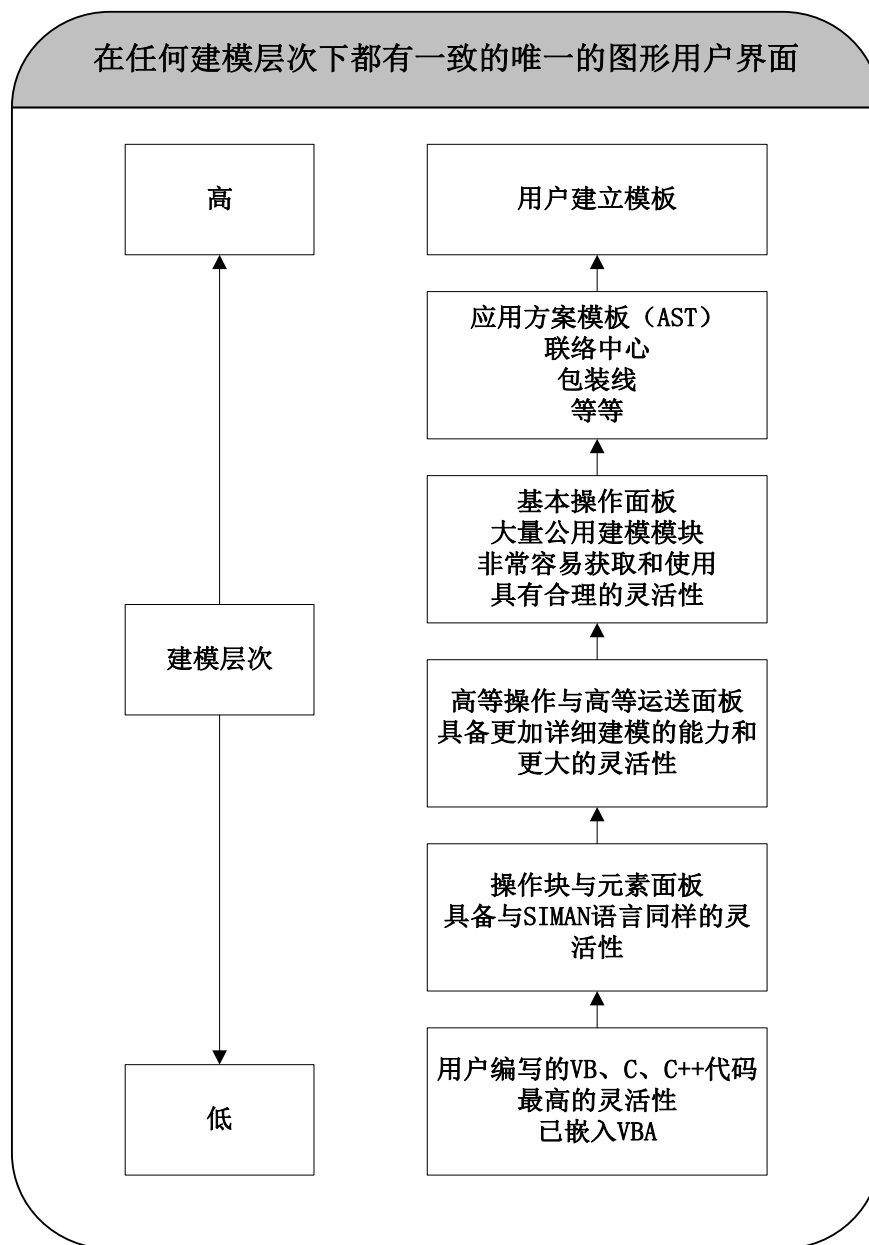 在任何建模层次下都有一致的唯一的图形用户界面
高
用户建立模板
应用方案模板（AST）
联络中心
包装线
等等
基本操作面板
大量公用建模模块
非常容易获取和使用
具有合理的灵活性
建模层次
高等操作与高等运送面板
具备更加详细建模的能力和
更大的灵活性
操作块与元素面板
具备与SIMAN语言同样的灵
活性
低
用户编写的VB、C、C++代码
最高的灵活性
已嵌入VBA